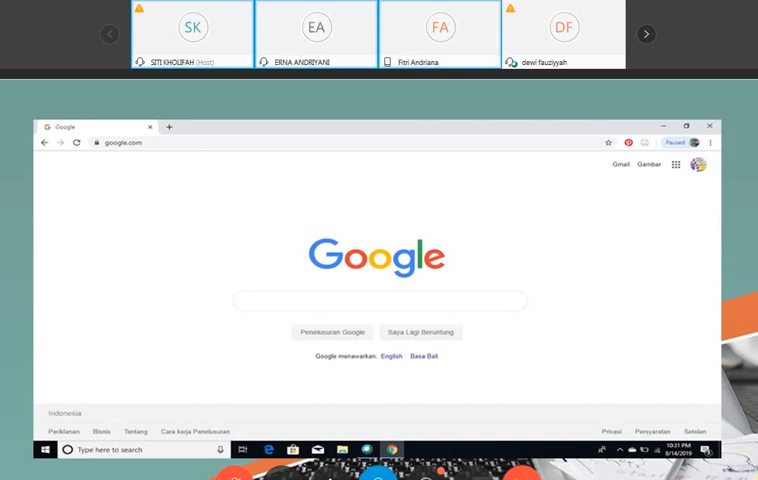 SK
EA
FA
DF
SITI KHOLIFAH (Host)
ERNA ANDRIYANI
Fitri Andriana
dewi fauziyyah
Google
google.com
Paused
Gmail Gambar
Google
Penelusuran Google Saya Lagi Beruntung
Google menawarkan: English Basa Bali
Indonesia
Periklanan Bisnis Tentang Cara kerja Penelusuran Privasi Persyaratan Setelan
Type here to search
10:31 PM
8/14/2019